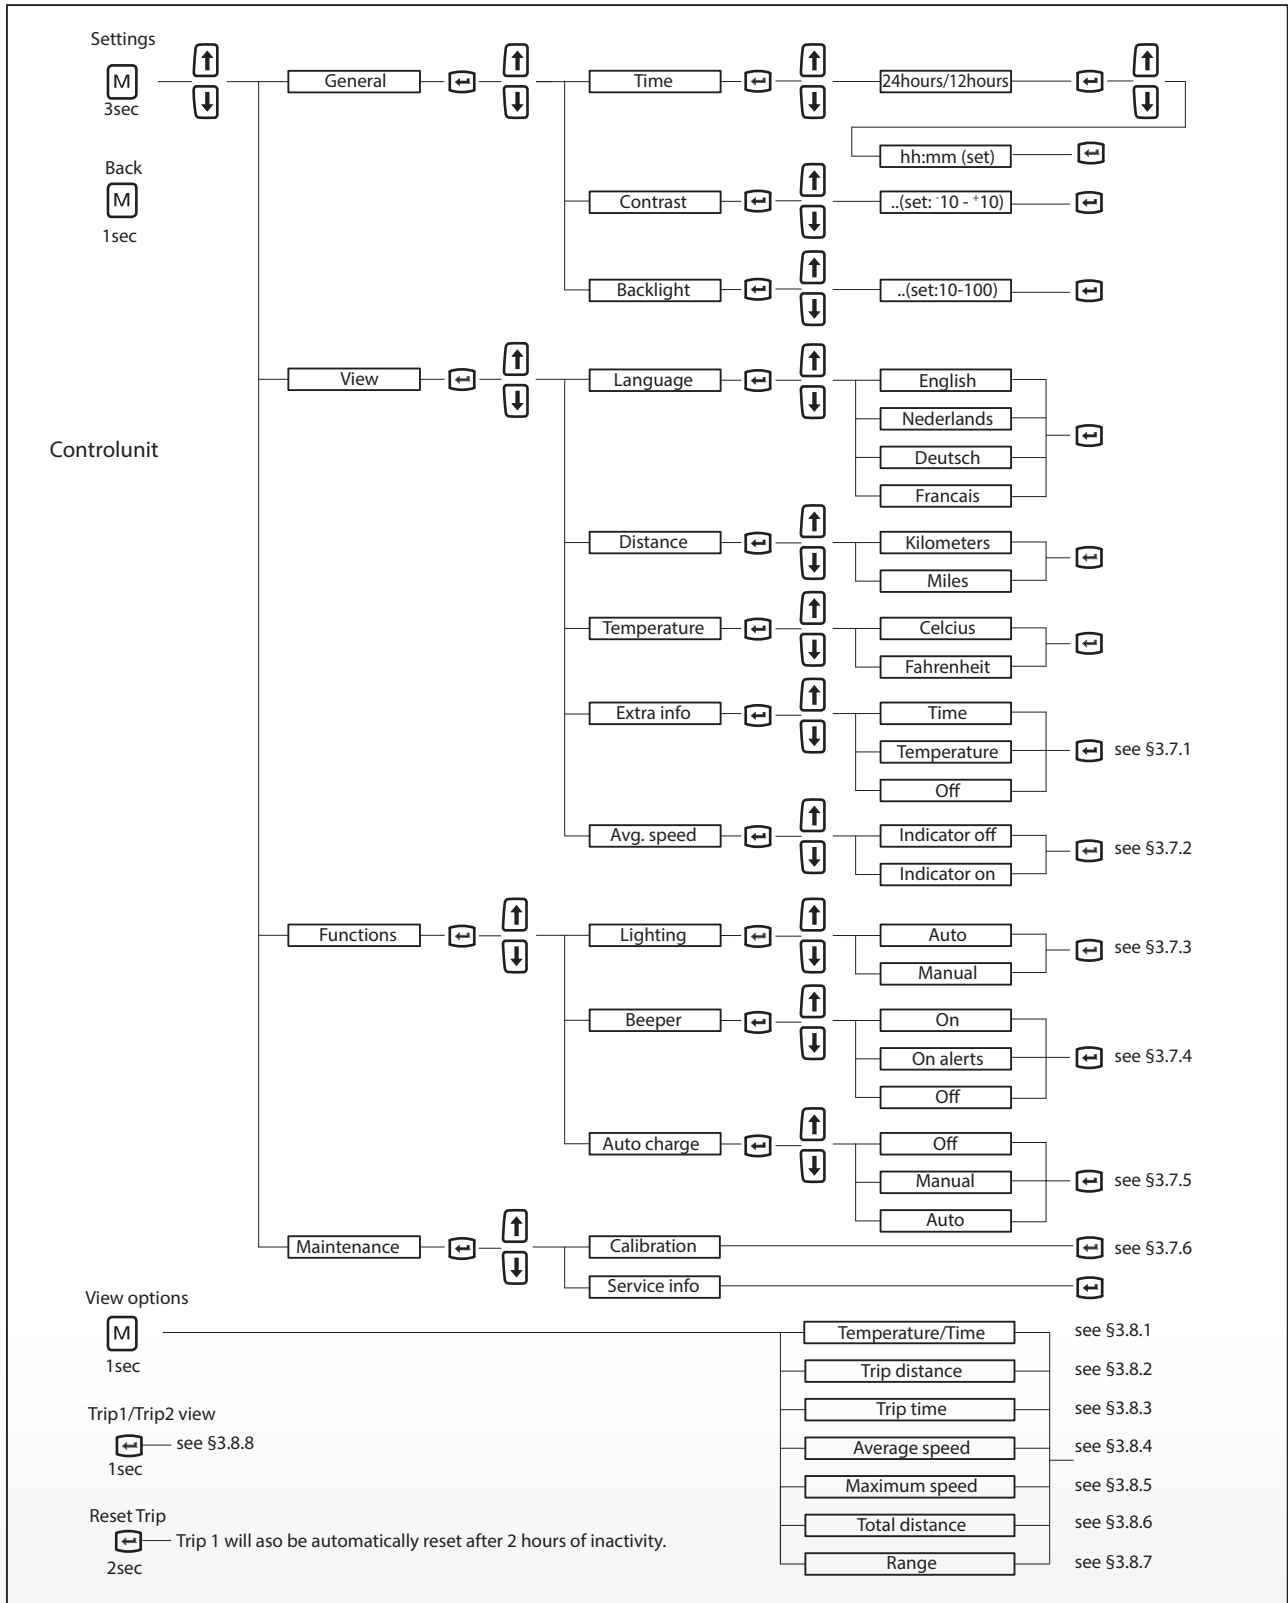 Settings
M
3sec
General
Time
24hours/12hours
hh:mm (set)
Back
M
1sec
Contrast
..(set: -10 - +10)
Backlight
..(set:10-100)
View
Language
English
Nederlands
Deutsch
Francais
Controlunit
Distance
Kilometers
Miles
Temperature
Celcius
Fahrenheit
Extra info
Time
Temperature
see §3.7.1
Off
Avg. speed
Indicator off
see §3.7.2
Indicator on
Functions
Lighting
Auto
see §3.7.3
Manual
Beeper
On
On alerts
see §3.7.4
Off
Auto charge
Off
Manual
see §3.7.5
Auto
Maintenance
Calibration
see §3.7.6
Service info
View options
M
1sec
Temperature/Time
see §3.8.1
Trip distance
see §3.8.2
Trip time
see §3.8.3
Average speed
see §3.8.4
Maximum speed
see §3.8.5
Total distance
see §3.8.6
Range
see §3.8.7
Trip1/Trip2 view
see §3.8.8
1sec
Reset Trip
Trip 1 will aso be automatically reset after 2 hours of inactivity.
2sec